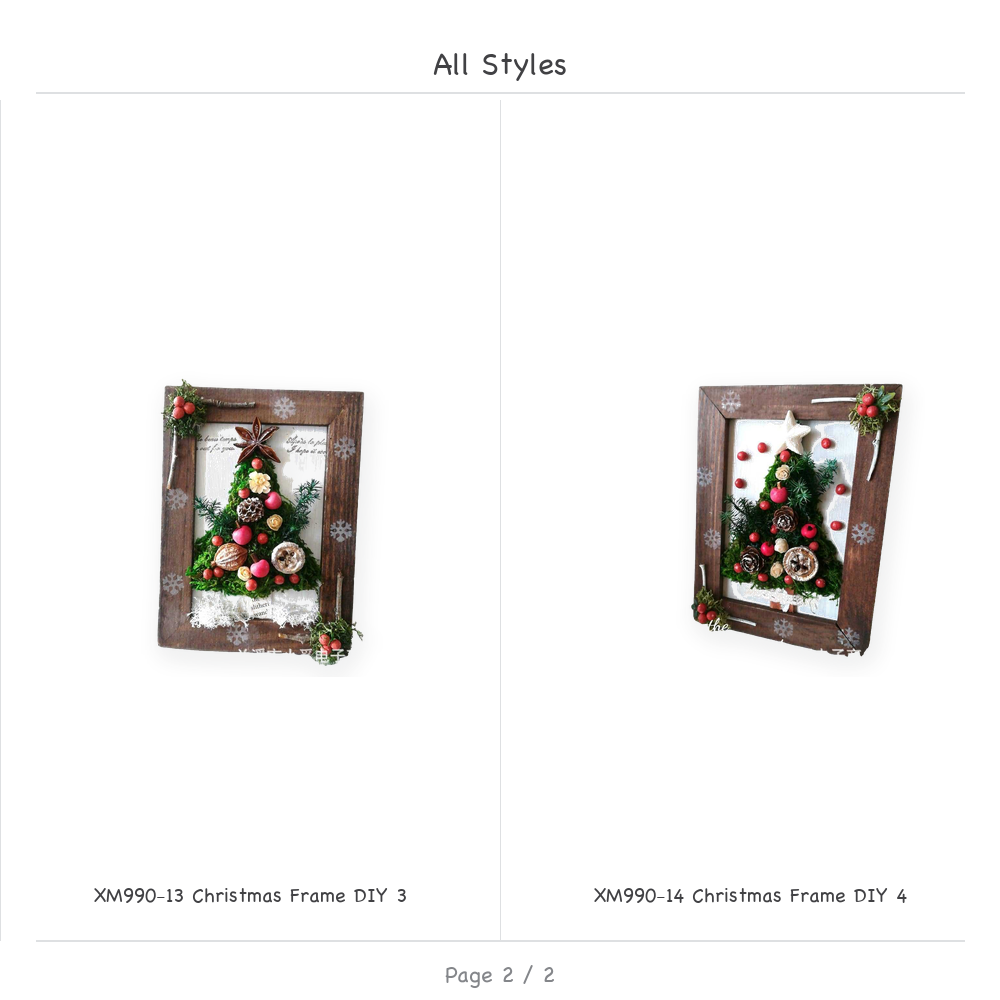 All Styles
XM990-13 Christmas Frame DIY 3
XM990-14 Christmas Frame DIY 4
Page 2 / 2